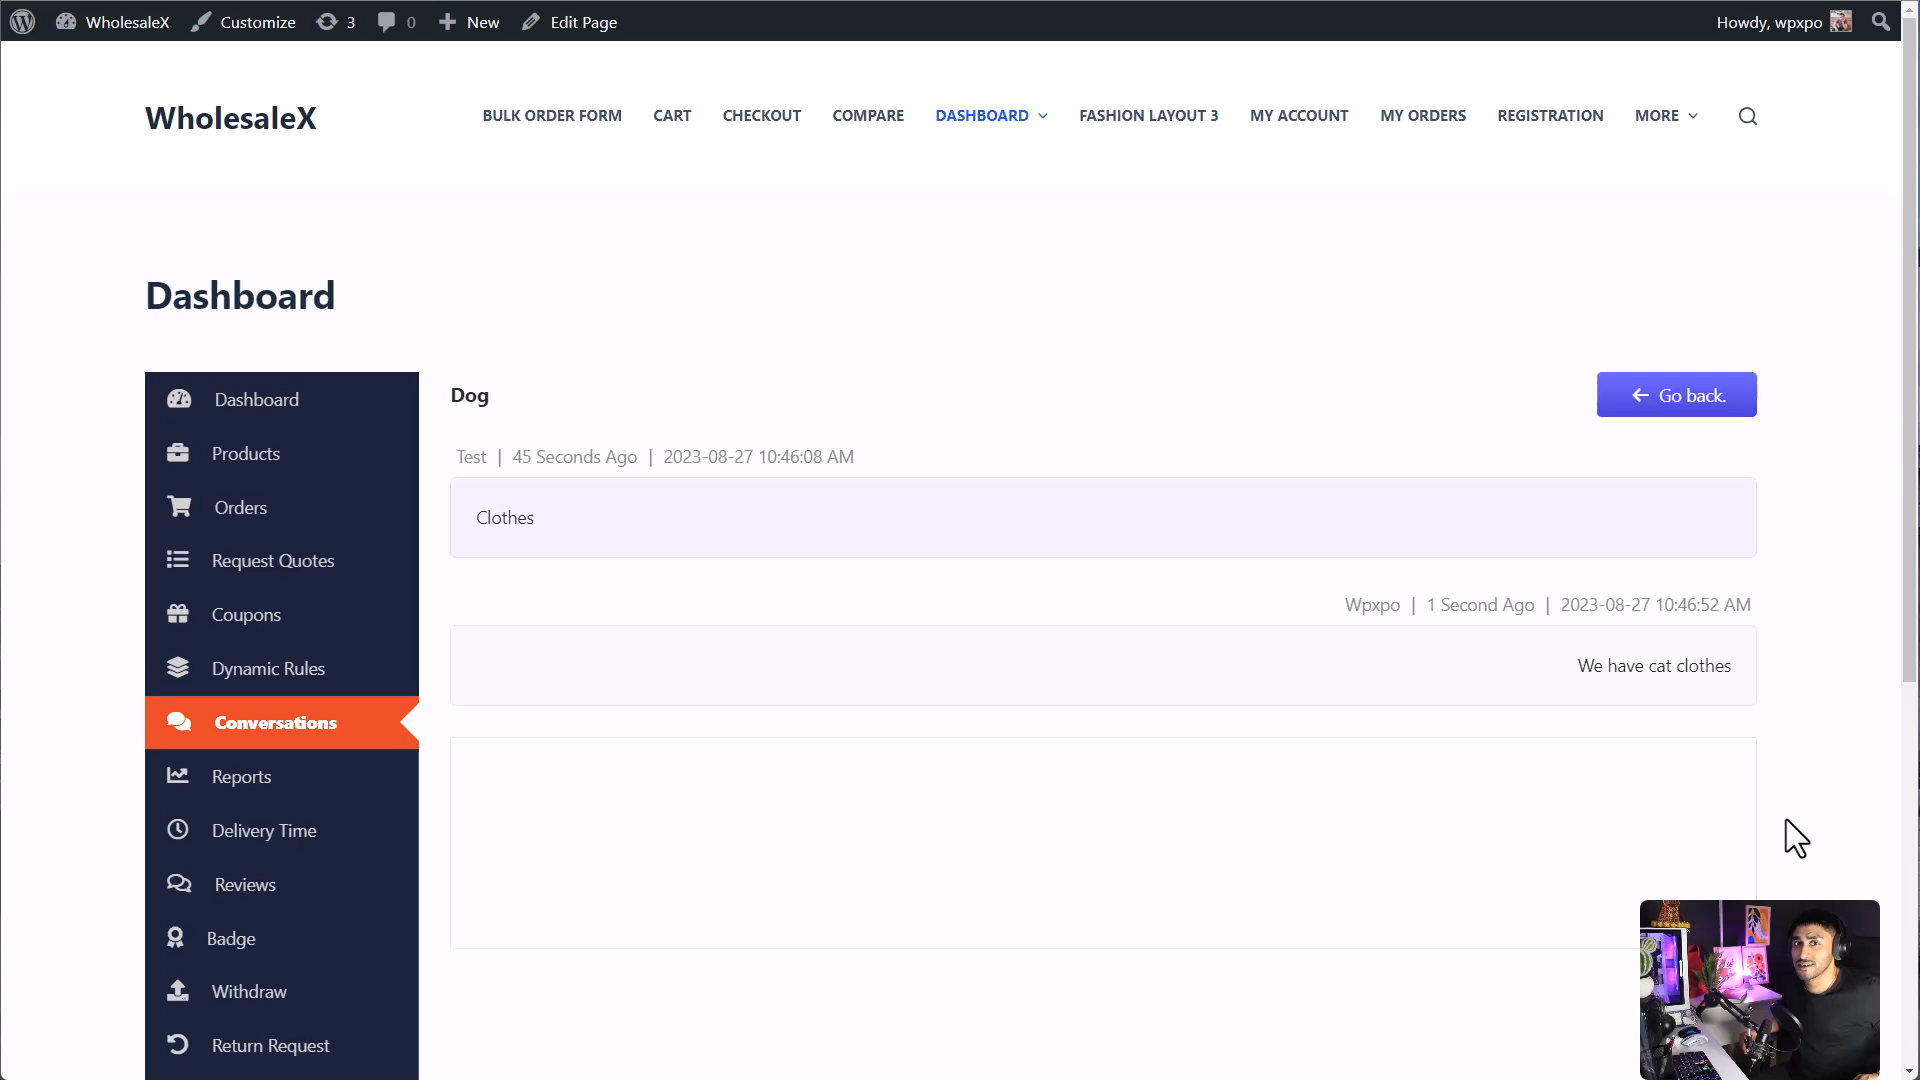 WholesaleX Customize 3 0 New Edit Page Howdy, wpxpo
WholesaleX BULK ORDER FORM CART CHECKOUT COMPARE DASHBOARD FASHION LAYOUT 3 MY ACCOUNT MY ORDERS REGISTRATION MORE
Dashboard
Dashboard
Products
Orders
Request Quotes
Coupons
Dynamic Rules
Conversations
Reports
Delivery Time
Reviews
Badge
Withdraw
Return Request
Dog
Go back.
Test | 45 Seconds Ago | 2023-08-27 10:46:08 AM
Clothes
Wpxpo | 1 Second Ago | 2023-08-27 10:46:52 AM
We have cat clothes